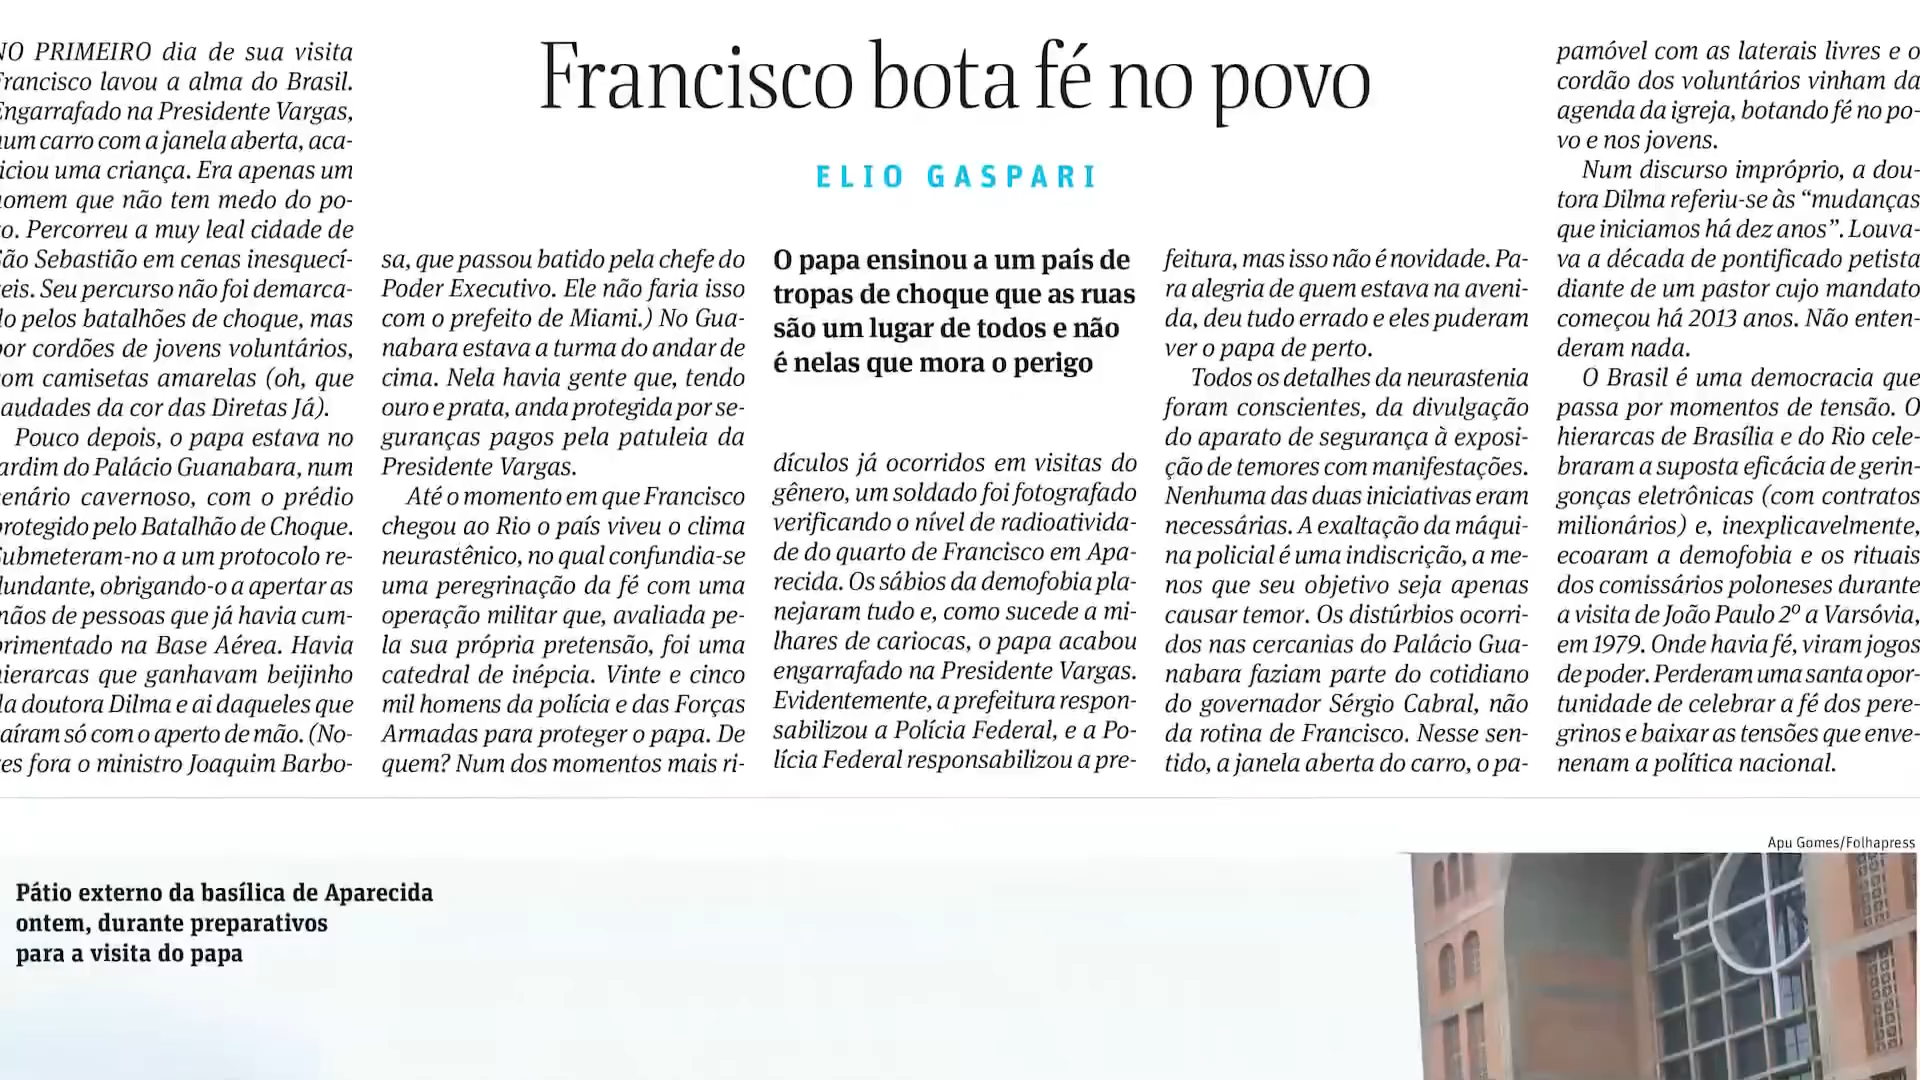 Francisco bota fé no povo
ELIO GASPARI
NO PRIMEIRO dia de sua visita
Francisco lavou a alma do Brasil.
Engarrafado na Presidente Vargas,
num carro com a janela aberta, aca-
riciou uma criança. Era apenas um
homem que não tem medo do po-
vo. Percorreu a muy leal cidade de
São Sebastião em cenas inesquecí-
veis. Seu percurso não foi demarca-
do pelos batalhões de choque, mas
por cordões de jovens voluntários,
com camisetas amarelas (oh, que
saudades da cor das Diretas Já).
Pouco depois, o papa estava no
jardim do Palácio Guanabara, num
cenário cavernoso, com o prédio
protegido pelo Batalhão de Choque.
Submeteram-no a um protocolo re-
dundante, obrigando-o a apertar as
mãos de pessoas que já havia cum-
primentado na Base Aérea. Havia
hierarcas que ganhavam beijinho
da doutora Dilma e ai daqueles que
saíram só com o aperto de mão. (No-
tes fora o ministro Joaquim Barbo-
sa, que passou batido pela chefe do
Poder Executivo. Ele não faria isso
com o prefeito de Miami.) No Gua-
nabara estava a turma do andar de
cima. Nela havia gente que, tendo
ouro e prata, anda protegida por se-
guranças pagos pela patuleia da
Presidente Vargas.
Até o momento em que Francisco
chegou ao Rio o país viveu o clima
neurastênico, no qual confundia-se
uma peregrinação da fé com uma
operação militar que, avaliada pe-
la sua própria pretensão, foi uma
catedral de inépcia. Vinte e cinco
mil homens da polícia e das Forças
Armadas para proteger o papa. De
quem? Num dos momentos mais ri-
O papa ensinou a um país de
tropas de choque que as ruas
são um lugar de todos e não
é nelas que mora o perigo
dículos já ocorridos em visitas do
gênero, um soldado foi fotografado
verificando o nível de radioativida-
de do quarto de Francisco em Apa-
recida. Os sábios da demofobia pla-
nejaram tudo e, como sucede a mi-
lhares de cariocas, o papa acabou
engarrafado na Presidente Vargas.
Evidentemente, a prefeitura respon-
sabilizou a Polícia Federal, e a Po-
lícia Federal responsabilizou a pre-
feitura, mas isso não é novidade. Pa-
ra alegria de quem estava na aveni-
da, deu tudo errado e eles puderam
ver o papa de perto.
Todos os detalhes da neurastenia
foram conscientes, da divulgação
do aparato de segurança à exposi-
ção de temores com manifestações.
Nenhuma das duas iniciativas eram
necessárias. A exaltação da máqui-
na policial é uma indiscrição, a me-
nos que seu objetivo seja apenas
causar temor. Os distúrbios ocorri-
dos nas cercanias do Palácio Gua-
nabara faziam parte do cotidiano
do governador Sérgio Cabral, não
da rotina de Francisco. Nesse sen-
tido, a janela aberta do carro, o pa-
pamóvel com as laterais livres e o
cordão dos voluntários vinham da
agenda da igreja, botando fé no po-
vo e nos jovens.
Num discurso impróprio, a dou-
tora Dilma referiu-se às “mudanças
que iniciamos há dez anos”. Louva-
va a década de pontificado petista
diante de um pastor cujo mandato
começou há 2013 anos. Não enten-
deram nada.
O Brasil é uma democracia que
passa por momentos de tensão. O
hierarcas de Brasília e do Rio cele-
braram a suposta eficácia de gerin-
gonças eletrônicas (com contratos
milionários) e, inexplicavelmente,
ecoaram a demofobia e os rituais
dos comissários poloneses durante
a visita de João Paulo 2º a Varsóvia,
em 1979. Onde havia fé, viram jogos
de poder. Perderam uma santa opor-
tunidade de celebrar a fé dos pere-
grinos e baixar as tensões que enve-
nenam a política nacional.
Apu Gomes/Folhapress
Pátio externo da basílica de Aparecida
ontem, durante preparativos
para a visita do papa